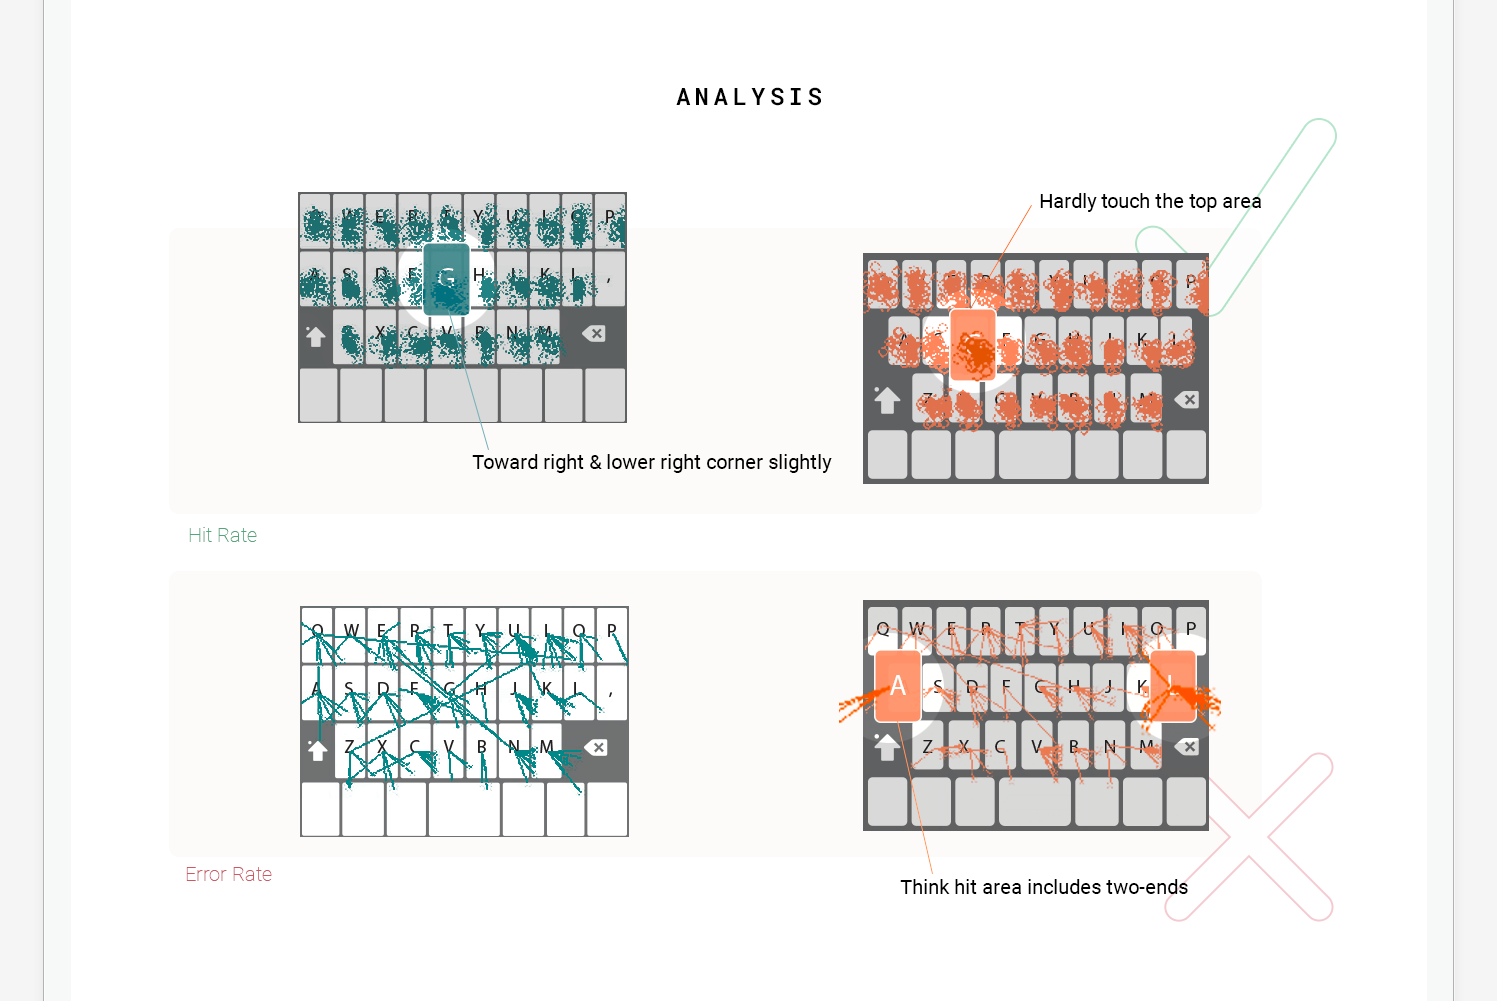 ANALYSIS
Hardly touch the top area
W E R T Y U I O P
A S D F G H J K L ,
X C V B N M
Toward right & lower right corner slightly
P
A F G H J K L
Z C V B N M
Hit Rate
Q W E R T Y U I O P
A S D F G H J K L ,
Z X C V B N M
Q W E R T Y U I O P
A S D F G H J K L
Z X C V B N M
Error Rate
Think hit area includes two-ends